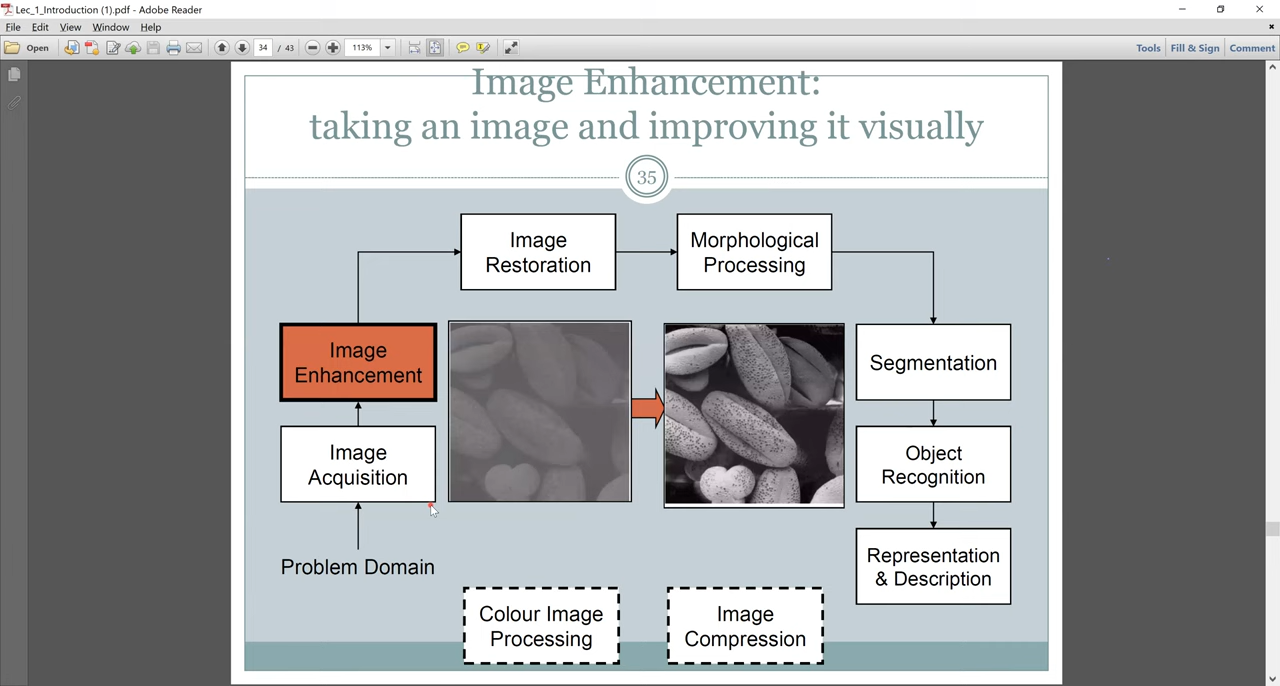 Lec_1_Introduction (1).pdf - Adobe Reader
File Edit View Window Help
Open 34 / 43 113% Tools Fill & Sign Comment
Image Enhancement:
taking an image and improving it visually
35
Image
Restoration
Morphological
Processing
Image
Enhancement
Segmentation
Image
Acquisition
Object
Recognition
Problem Domain
Representation
& Description
Colour Image
Processing
Image
Compression